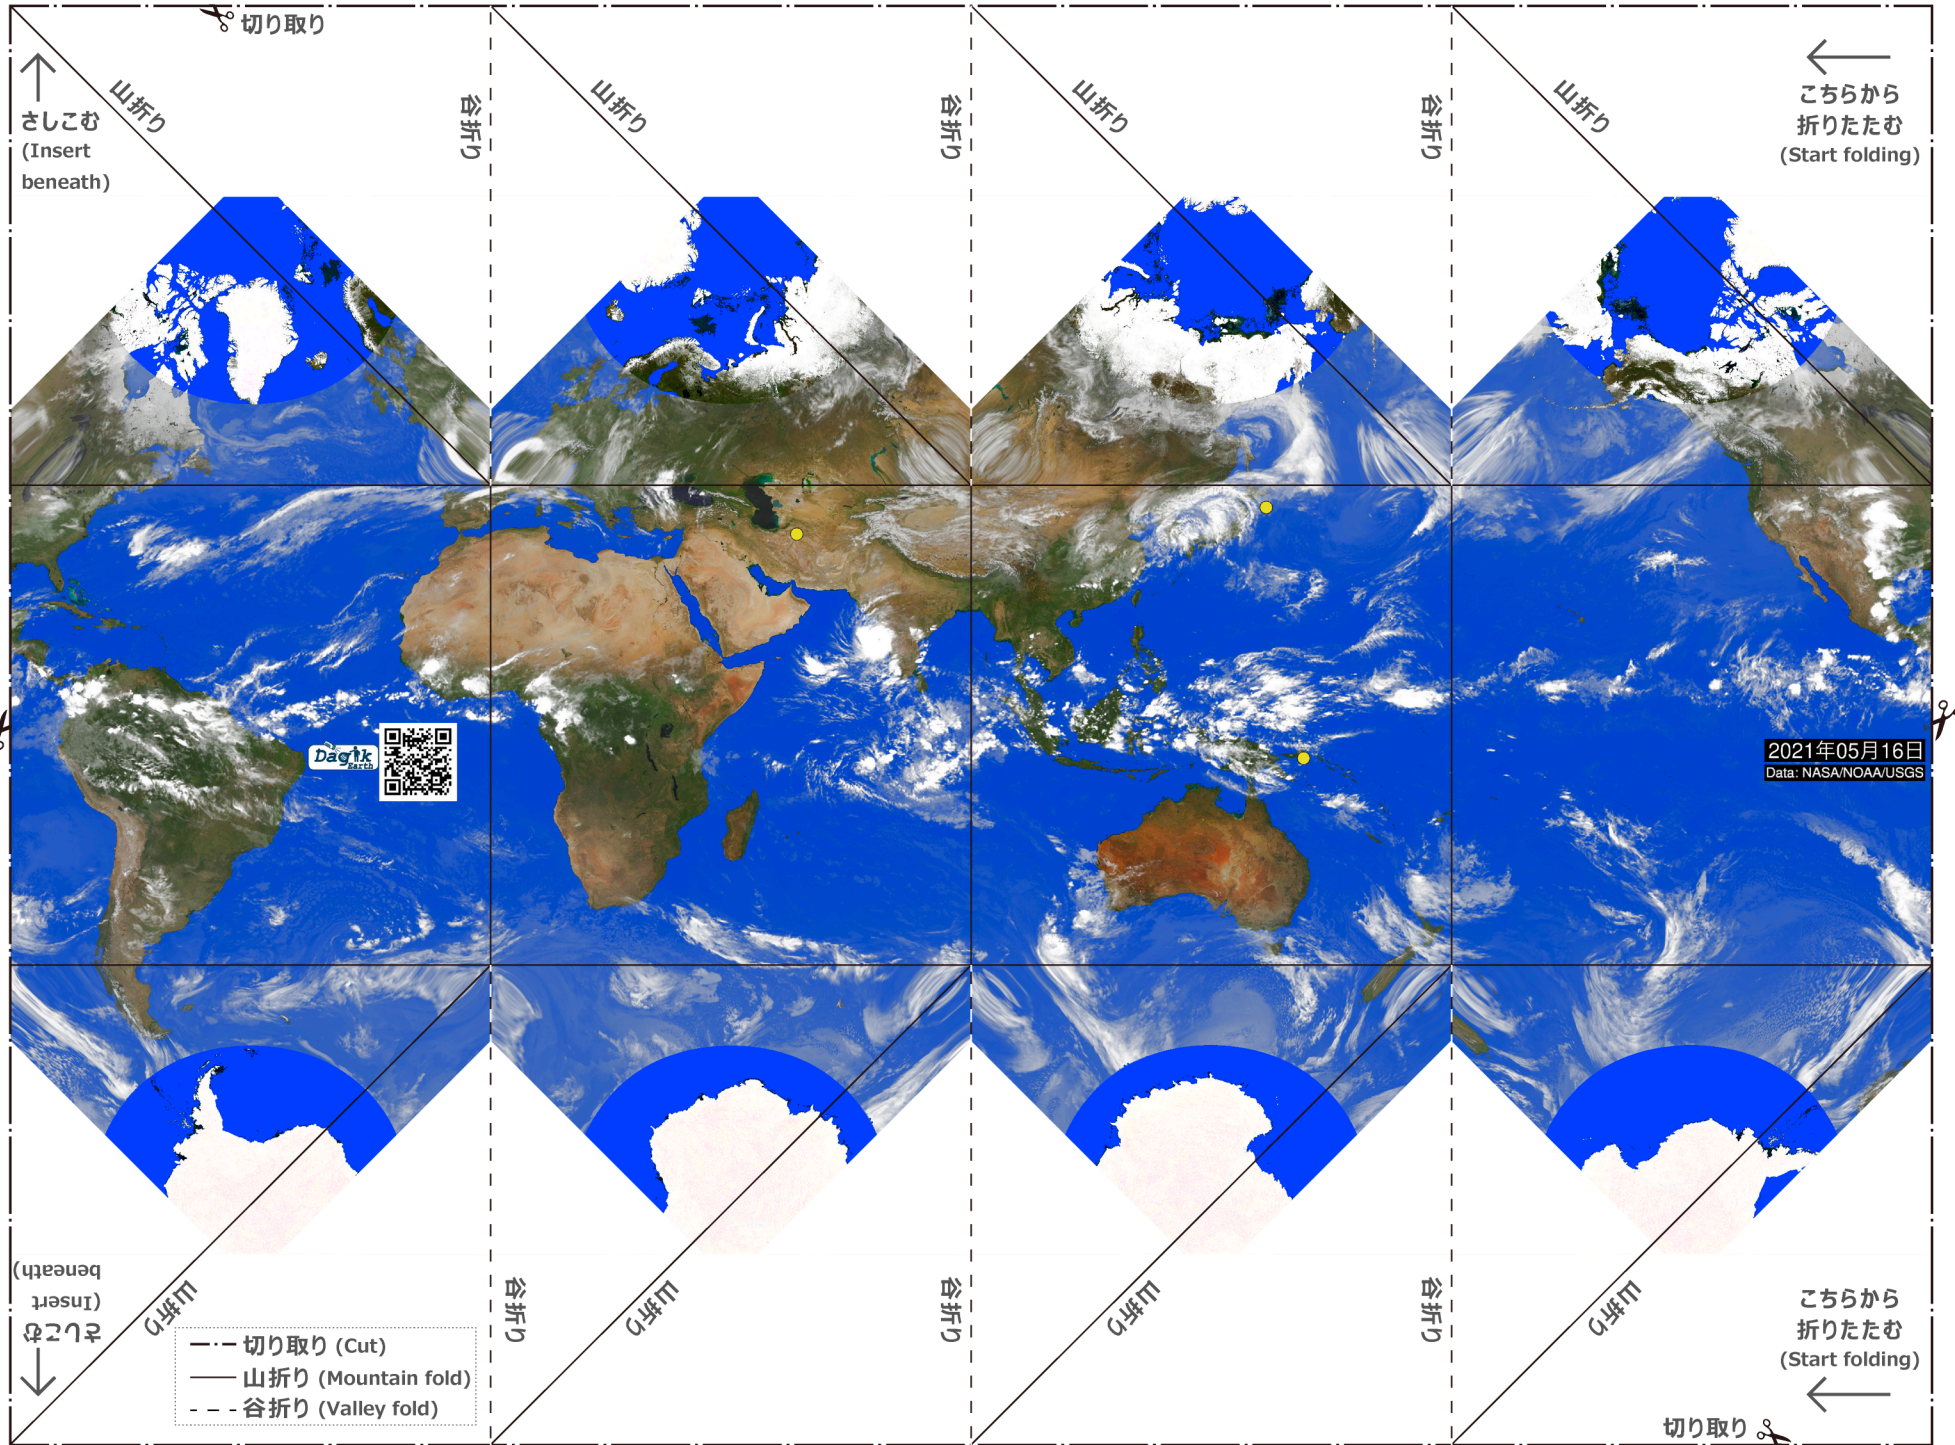 切り取り
さしこむ
(Insert
beneath)
山折り
谷折り
山折り
谷折り
山折り
谷折り
山折り
こちらから
折りたたむ
(Start folding)
Dagik
Earth
2021年05月16日
Data: NASA/NOAA/USGS
さしこむ
(Insert
beneath)
山折り
谷折り
山折り
谷折り
山折り
谷折り
山折り
こちらから
折りたたむ
(Start folding)
切り取り (Cut)
山折り (Mountain fold)
谷折り (Valley fold)
切り取り